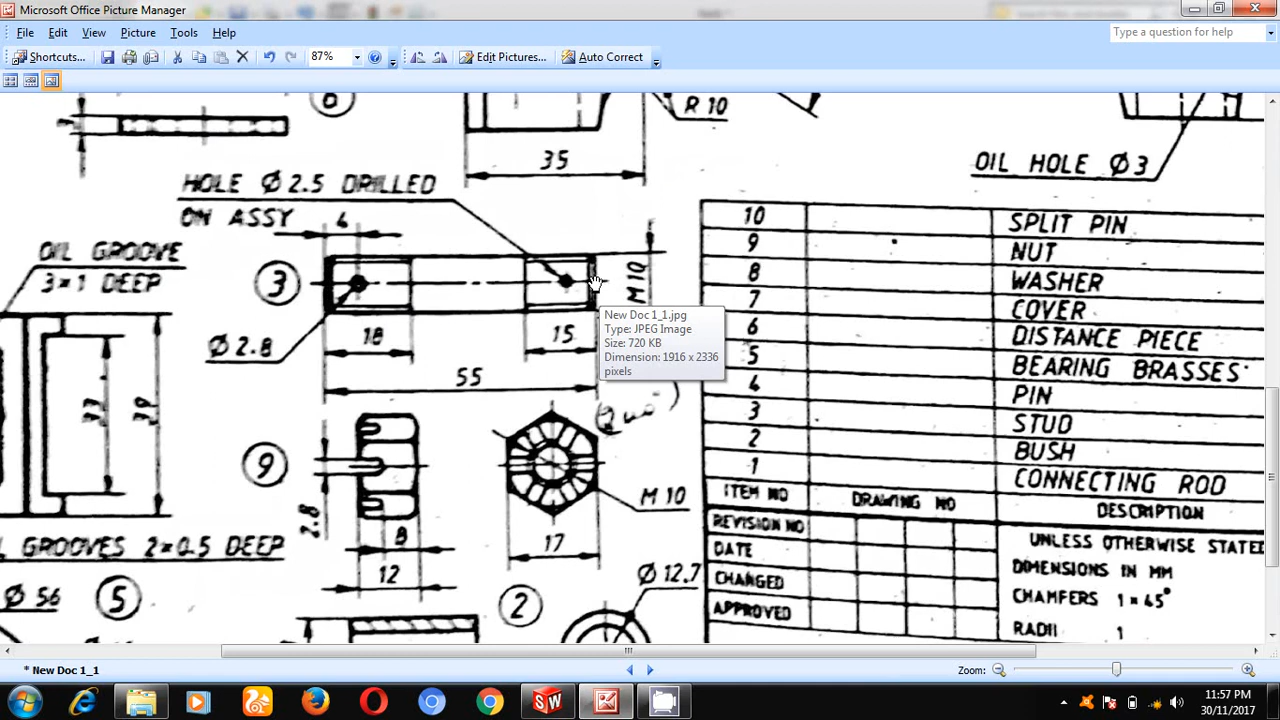 Microsoft Office Picture Manager
File Edit View Picture Tools Help
Type a question for help
Shortcuts... 87% Edit Pictures... Auto Correct
R 10
35
OIL HOLE Ø3
HOLE Ø 2.5 DRILLED
ON ASSY 4
OIL GROOVE
3×1 DEEP
3
M 10
Ø 2.8
18
15
55
New Doc 1_1.jpg
Type: JPEG Image
Size: 720 KB
Dimension: 1916 x 2336
pixels
39
9
M 10
2.8
8
12
17
GROOVES 2×0.5 DEEP
Ø 56
5
2
Ø 12.7
10 SPLIT PIN
9 NUT
8 WASHER
7 COVER
6 DISTANCE PIECE
5 BEARING BRASSES
4 PIN
3 STUD
2 BUSH
1 CONNECTING ROD
ITEM NO DRAWING NO DESCRIPTION
REVISION NO
DATE
CHANGED
APPROVED
UNLESS OTHERWISE STATED
DIMENSIONS IN MM
CHAMFERS 1×45°
RADII 1
* New Doc 1_1
Zoom:
11:57 PM
30/11/2017